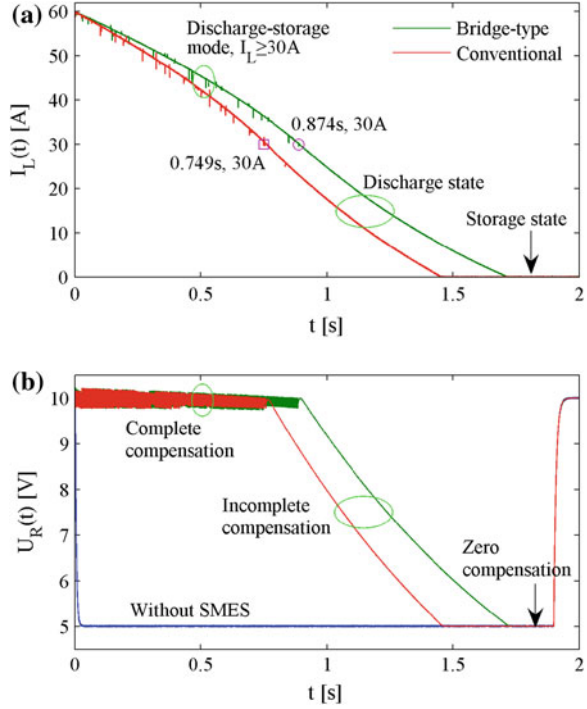 (a)
60
50
40
30
20
10
0
I_L(t) [A]
Discharge-storage
mode, I_L≥30A
Bridge-type
Conventional
0.874s, 30A
0.749s, 30A
Discharge state
Storage state
0
0.5
1
1.5
2
t [s]
(b)
10
9
8
7
6
5
4
U_R(t) [V]
Complete
compensation
Incomplete
compensation
Zero
compensation
Without SMES
0
0.5
1
1.5
2
t [s]